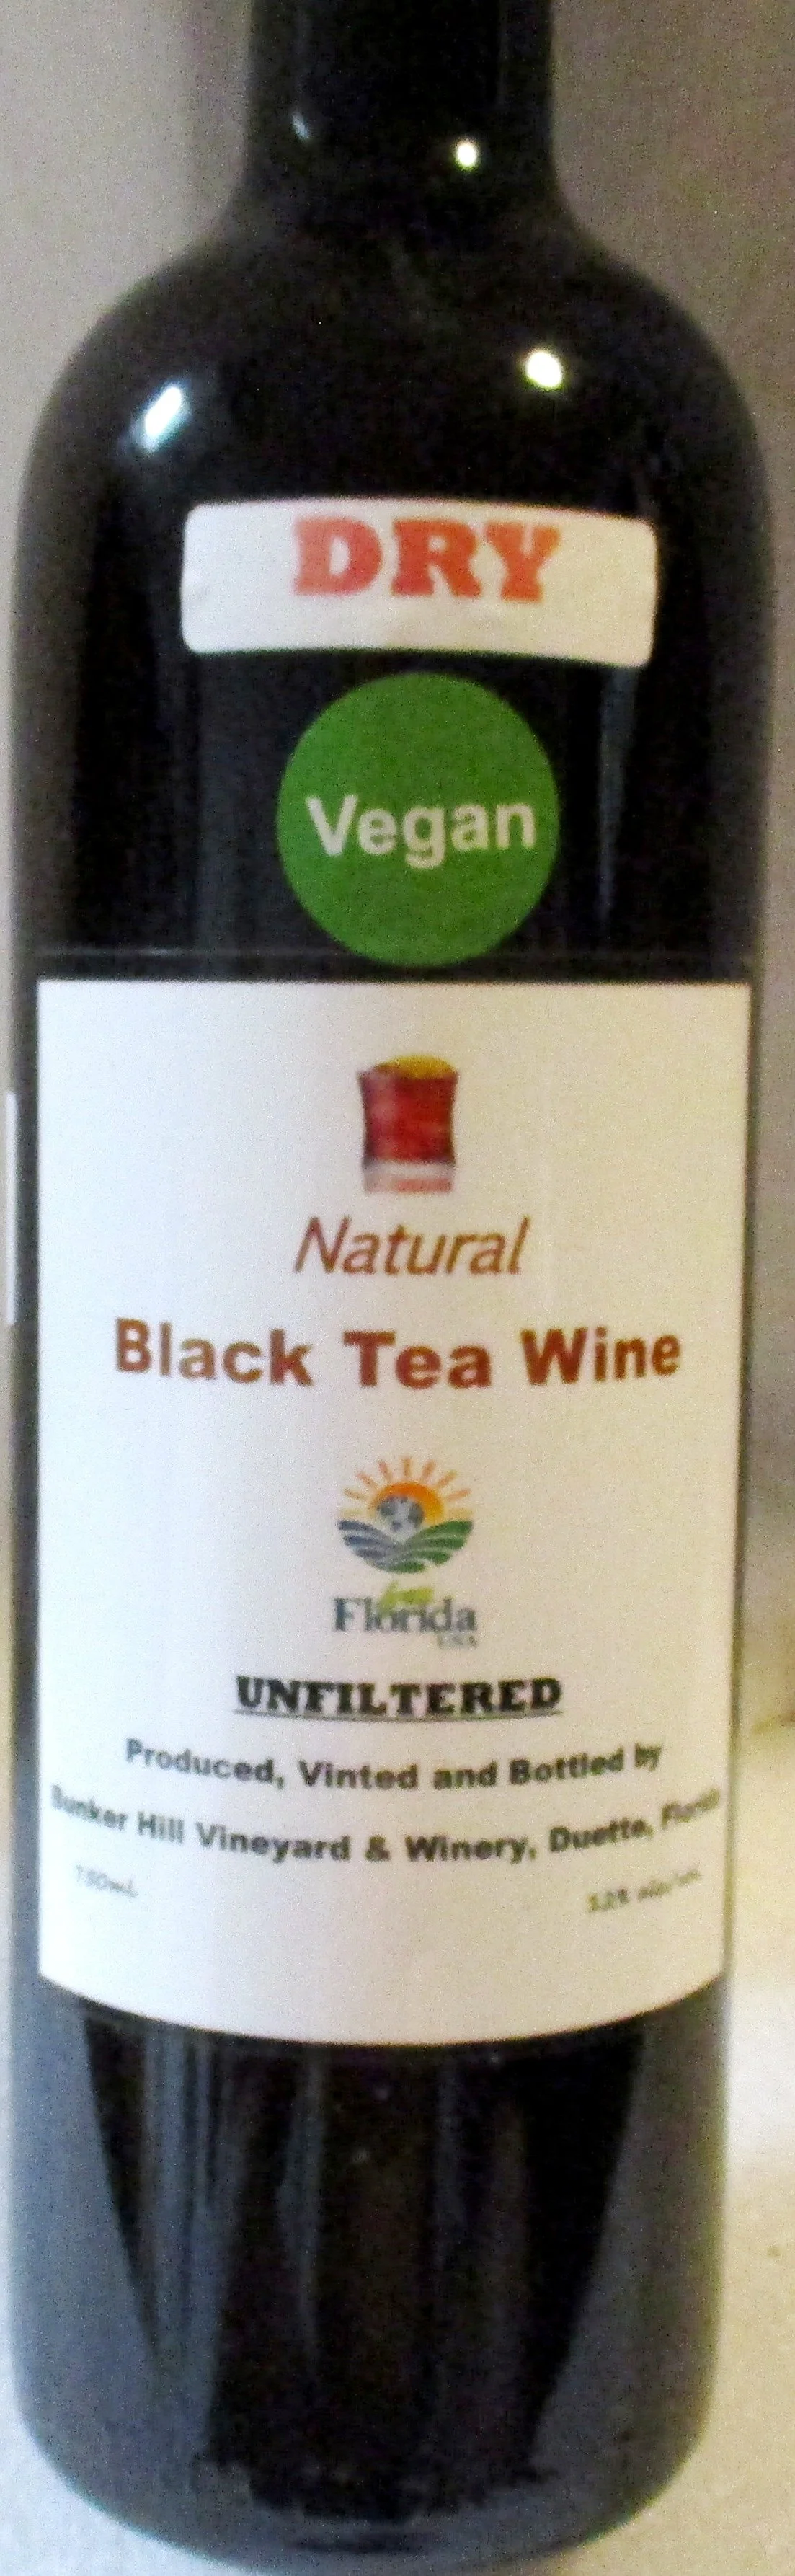 DRY
Vegan
Natural
Black Tea Wine
Florida
USA
UNFILTERED
Produced, Vinted and Bottled by
Bunker Hill Vineyard & Winery, Duette, Florida
750mL